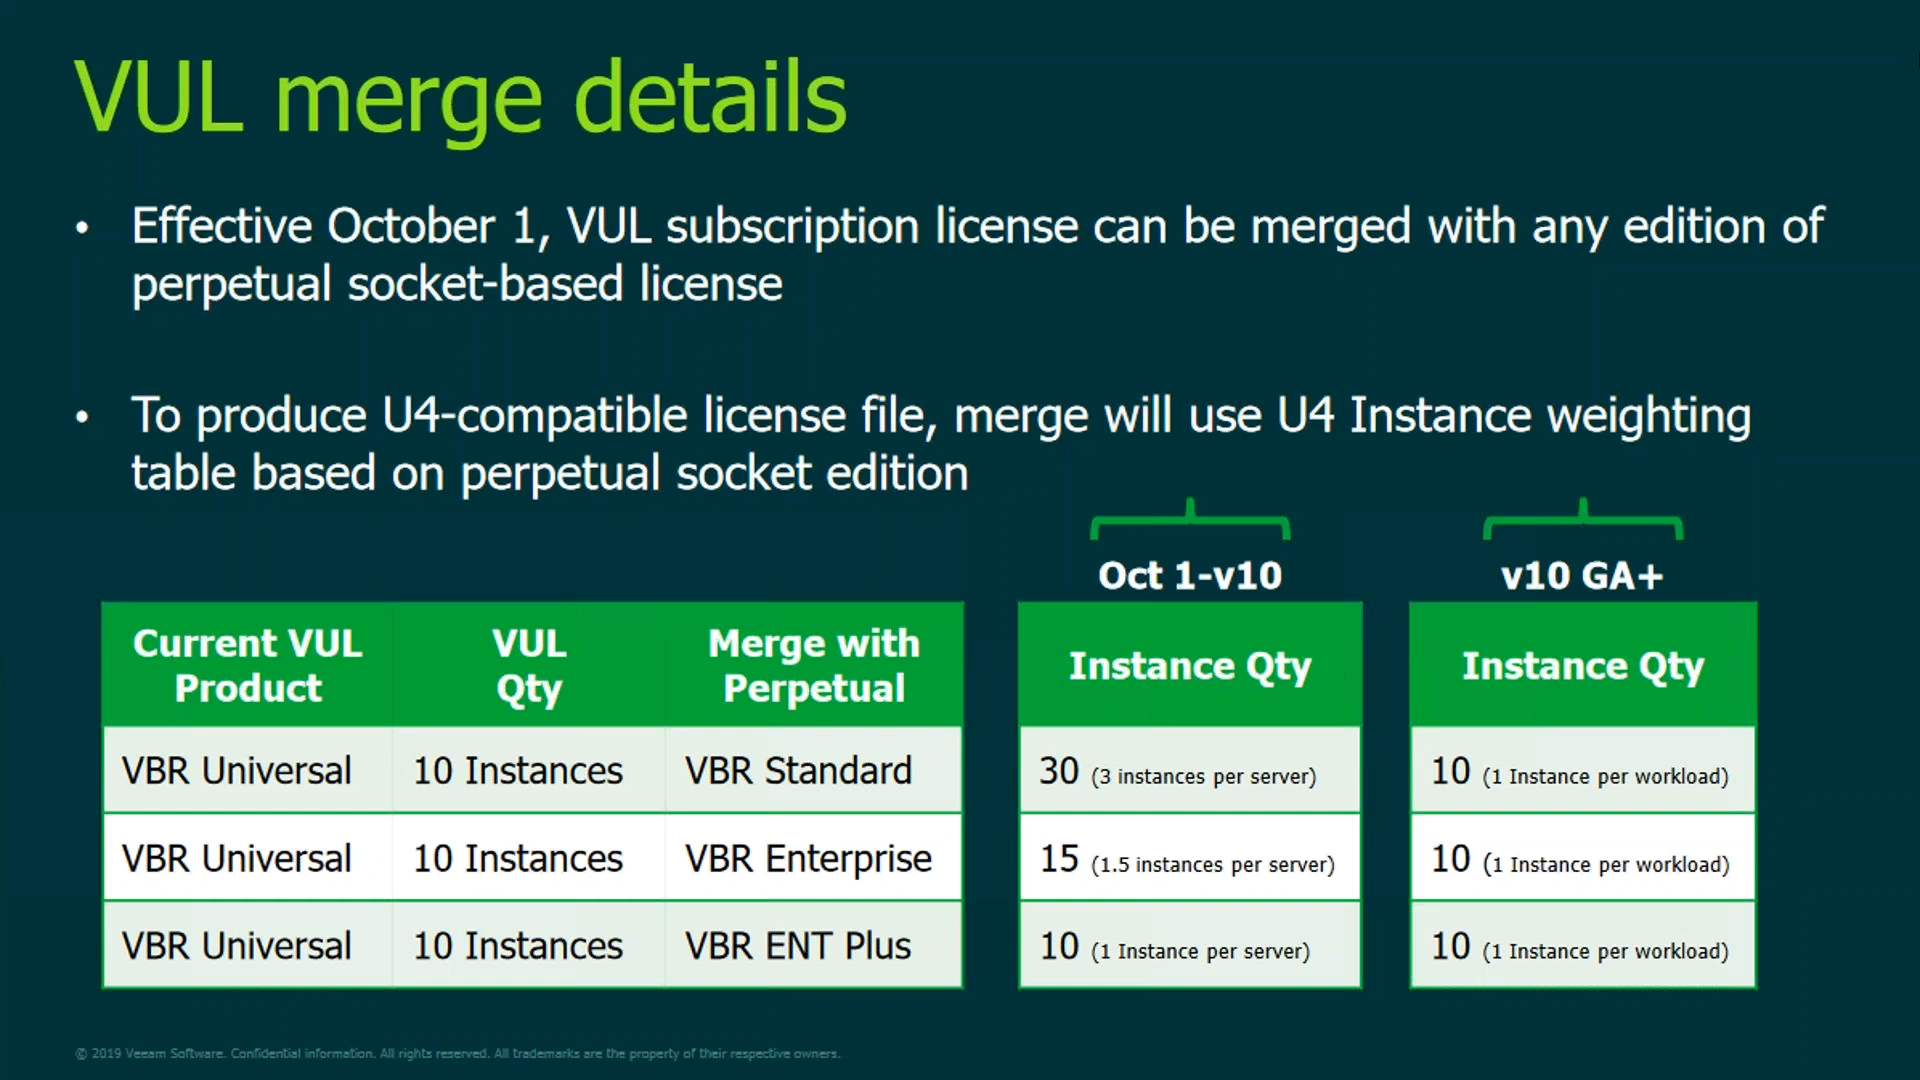 VUL merge details
• Effective October 1, VUL subscription license can be merged with any edition of
perpetual socket-based license
• To produce U4-compatible license file, merge will use U4 Instance weighting
table based on perpetual socket edition
Oct 1-v10
v10 GA+
Current VUL Product
VUL Qty
Merge with Perpetual
Instance Qty
Instance Qty
VBR Universal 10 Instances VBR Standard 30 (3 instances per server) 10 (1 Instance per workload)
VBR Universal 10 Instances VBR Enterprise 15 (1.5 instances per server) 10 (1 Instance per workload)
VBR Universal 10 Instances VBR ENT Plus 10 (1 Instance per server) 10 (1 Instance per workload)
© 2019 Veeam Software. Confidential information. All rights reserved. All trademarks are the property of their respective owners.